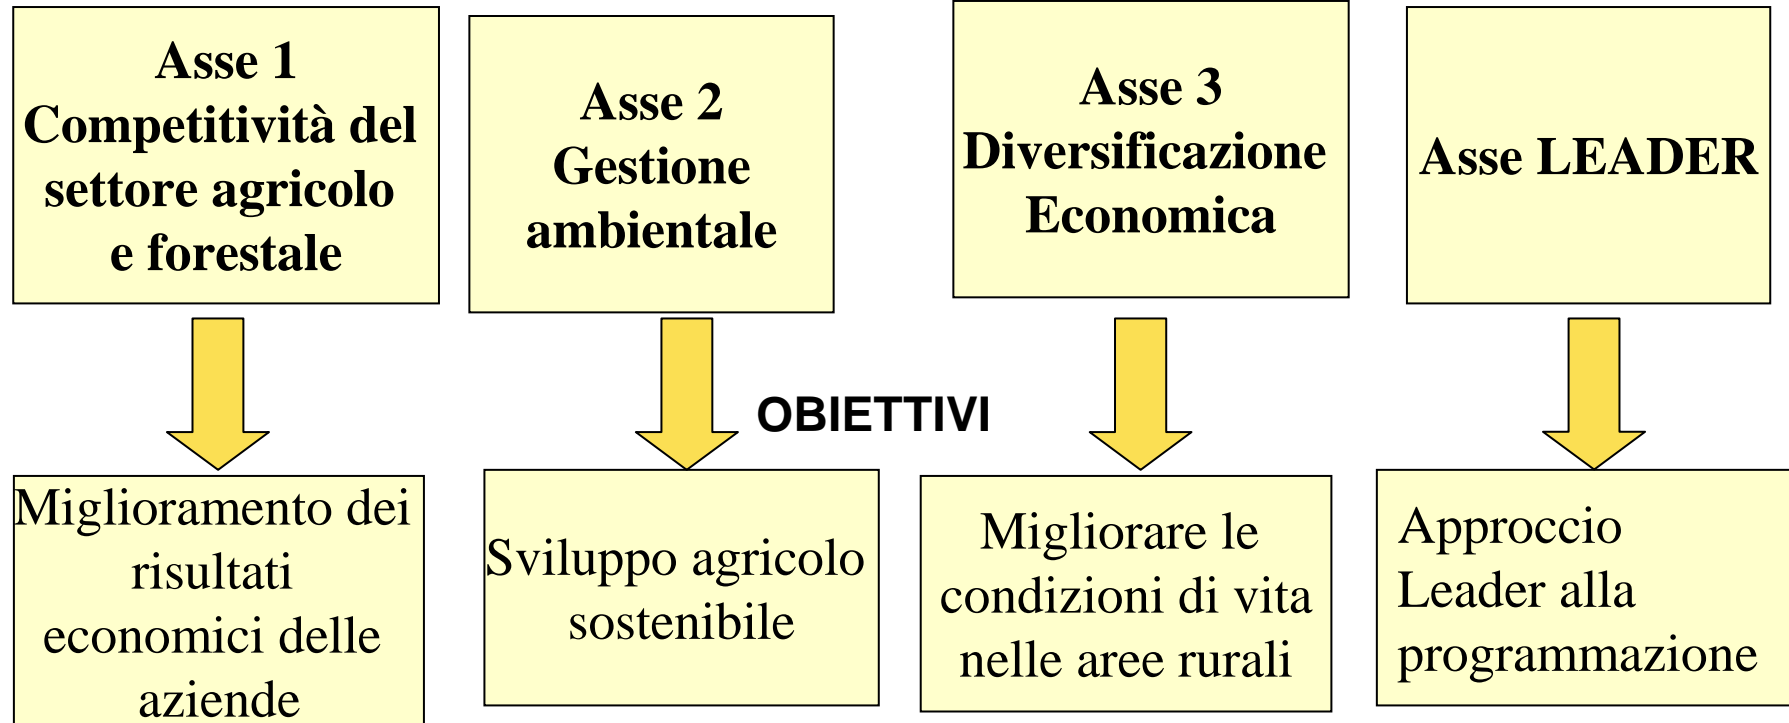 Asse 1
Competitività del
settore agricolo
e forestale
Asse 2
Gestione
ambientale
Asse 3
Diversificazione
Economica
Asse LEADER
OBIETTIVI
Miglioramento dei
risultati
economici delle
aziende
Sviluppo agricolo
sostenibile
Migliorare le
condizioni di vita
nelle aree rurali
Approccio
Leader alla
programmazione